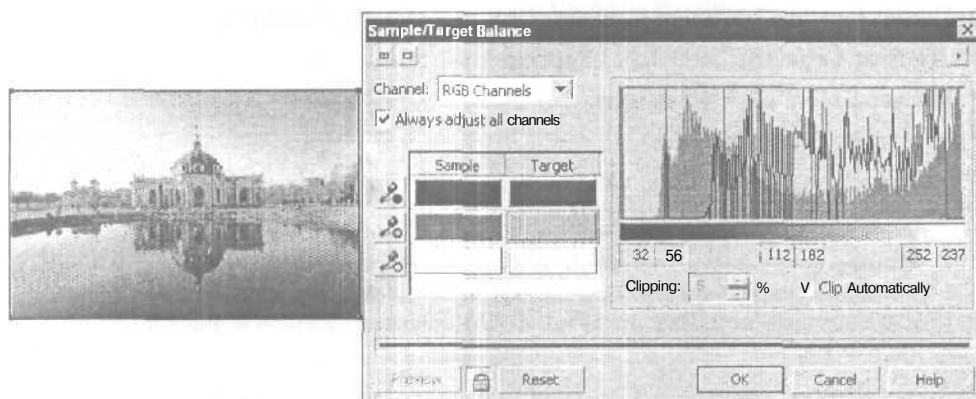 Sample/Target Balance
Channel: RGB Channels
Always adjust all channels
Sample Target
32 56 112 182 252 237
Clipping: 5 % V Clip Automatically
Preview Reset OK Cancel Help